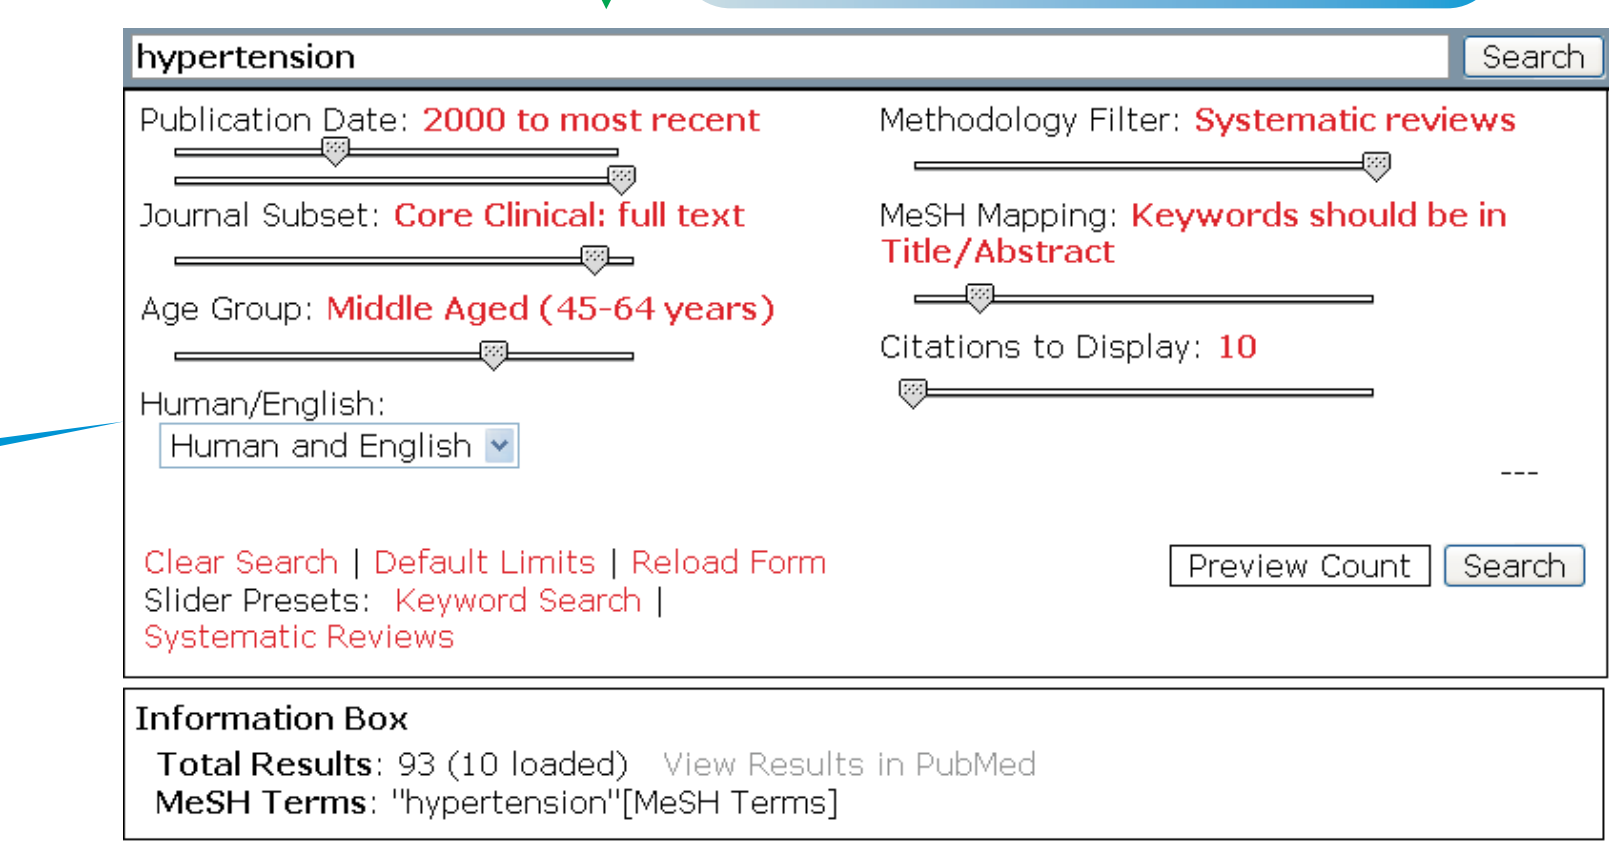 hypertension
Search
Publication Date: 2000 to most recent
Journal Subset: Core Clinical: full text
Age Group: Middle Aged (45-64 years)
Human/English:
Human and English
Methodology Filter: Systematic reviews
MeSH Mapping: Keywords should be in
Title/Abstract
Citations to Display: 10
---
Clear Search | Default Limits | Reload Form
Slider Presets: Keyword Search |
Systematic Reviews
Preview Count
Search
Information Box
Total Results: 93 (10 loaded) View Results in PubMed
MeSH Terms: "hypertension"[MeSH Terms]